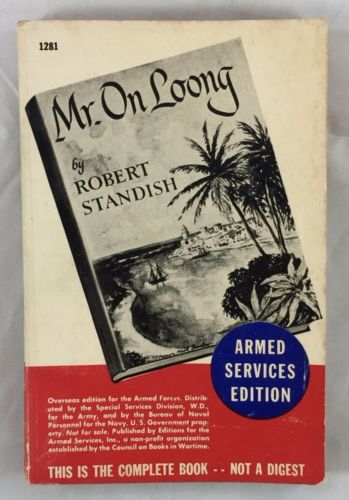 1281
Mr. On Loong
by
ROBERT
STANDISH
ARMED
SERVICES
EDITION
Overseas edition for the Armed Forces. Distrib-
uted by the Special Services Division, W.D.,
for the Army, and by the Bureau of Naval
Personnel for the Navy. U. S. Government prop-
erty. Not for sale. Published by Editions for the
Armed Services, Inc., a non-profit organization
established by the Council on Books in Wartime.
THIS IS THE COMPLETE BOOK -- NOT A DIGEST